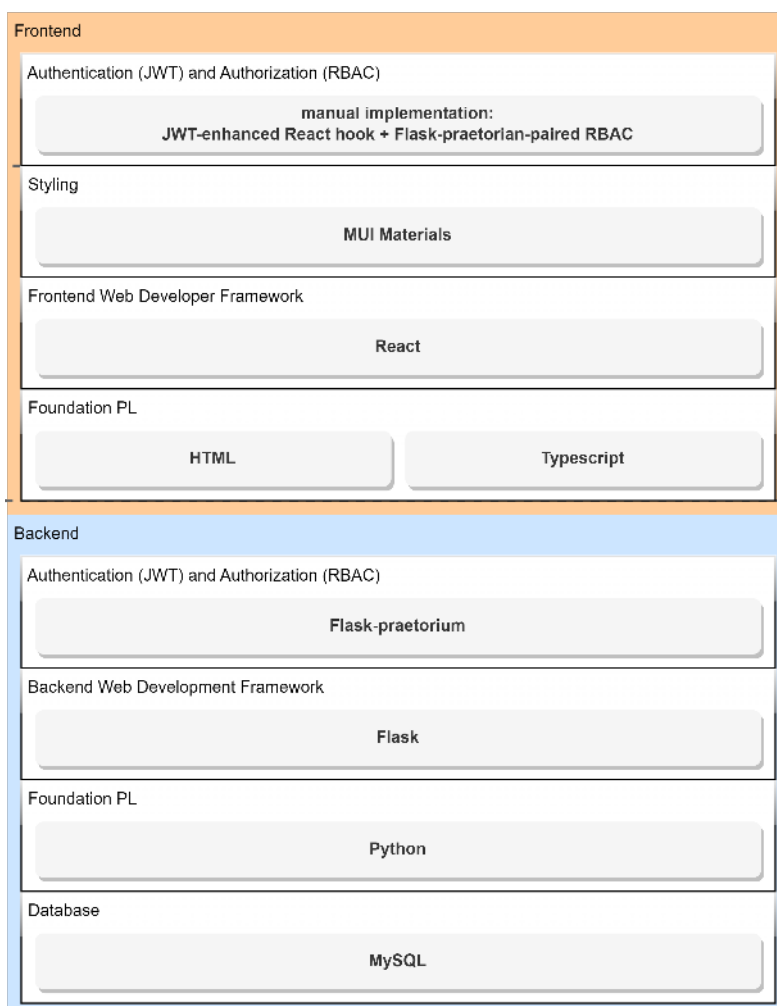 Frontend
Authentication (JWT) and Authorization (RBAC)
manual implementation:
JWT-enhanced React hook + Flask-praetorian-paired RBAC
Styling
MUI Materials
Frontend Web Developer Framework
React
Foundation PL
HTML Typescript
Backend
Authentication (JWT) and Authorization (RBAC)
Flask-praetorium
Backend Web Development Framework
Flask
Foundation PL
Python
Database
MySQL